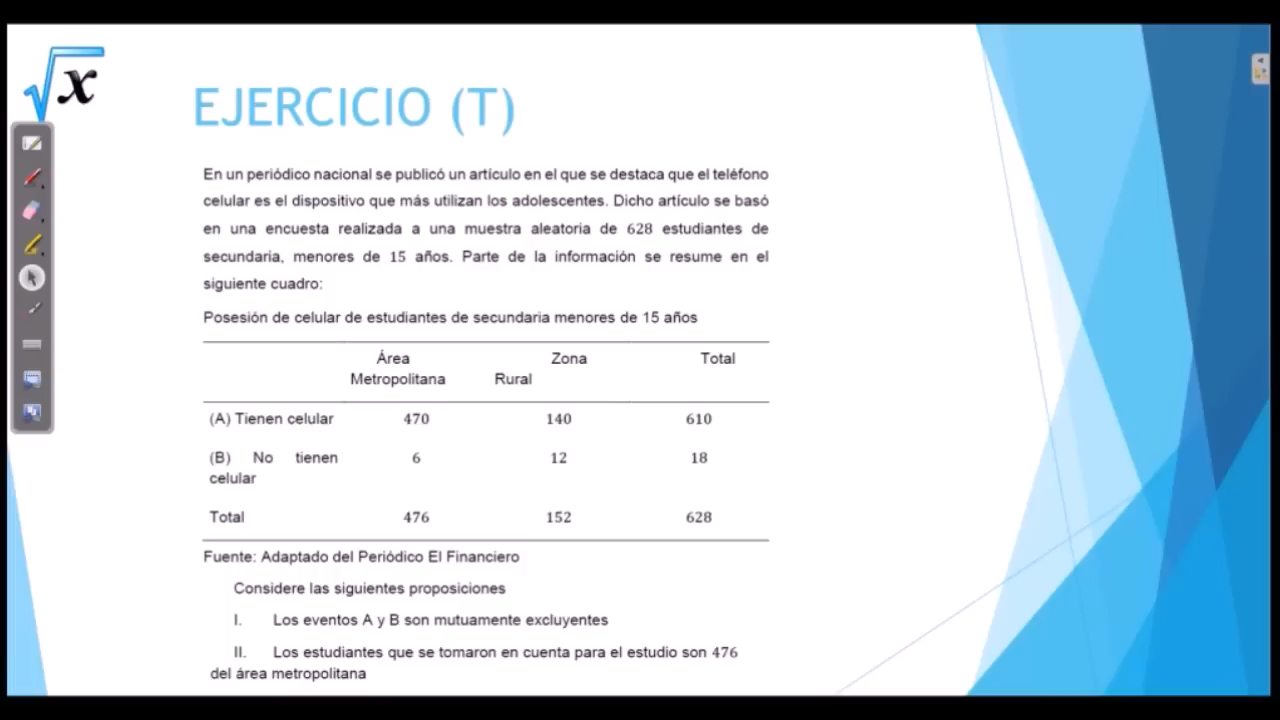 √x
EJERCICIO (T)
En un periódico nacional se publicó un artículo en el que se destaca que el teléfono
celular es el dispositivo que más utilizan los adolescentes. Dicho artículo se basó
en una encuesta realizada a una muestra aleatoria de 628 estudiantes de
secundaria, menores de 15 años. Parte de la información se resume en el
siguiente cuadro:
Posesión de celular de estudiantes de secundaria menores de 15 años
Área Zona Total
Metropolitana Rural
(A) Tienen celular 470 140 610
(B) No tienen 6 12 18
celular
Total 476 152 628
Fuente: Adaptado del Periódico El Financiero
Considere las siguientes proposiciones
I. Los eventos A y B son mutuamente excluyentes
II. Los estudiantes que se tomaron en cuenta para el estudio son 476
del área metropolitana